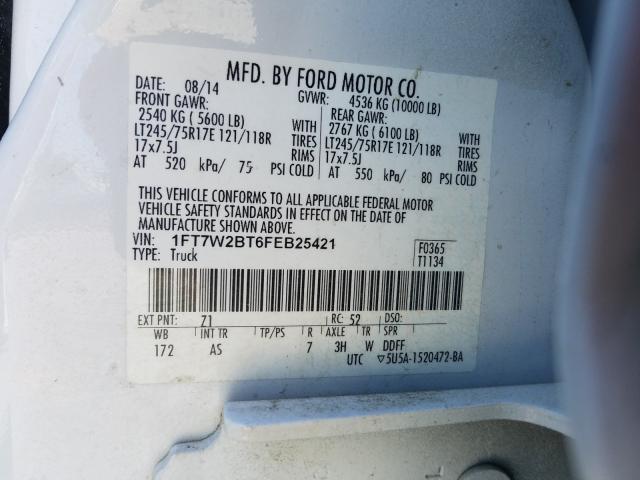 MFD. BY FORD MOTOR CO.
DATE: 08/14 GVWR: 4536 KG (10000 LB)
FRONT GAWR: REAR GAWR:
2540 KG ( 5600 LB) WITH 2767 KG ( 6100 LB) WITH
LT245/75R17E 121/118R TIRES LT245/75R17E 121/118R TIRES
17x7.5J RIMS 17x7.5J RIMS
AT 520 kPa/ 75 PSI COLD AT 550 kPa/ 80 PSI COLD
THIS VEHICLE CONFORMS TO ALL APPLICABLE FEDERAL MOTOR
VEHICLE SAFETY STANDARDS IN EFFECT ON THE DATE OF
MANUFACTURE SHOWN ABOVE.
VIN: 1FT7W2BT6FEB25421 F0365
TYPE: Truck T1134
EXT PNT: Z1 RC: 52 DSO:
WB INT TR TP/PS R AXLE TR SPR
172 AS 7 3H W DDFF
UTC ▽5U5A-1520472-BA